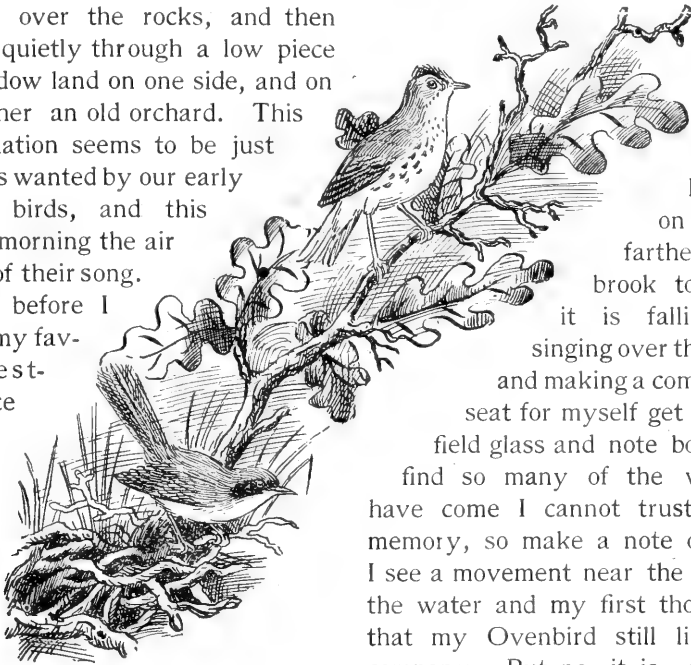 over the rocks, and then
quietly through a low piece
dow land on one side, and on
her an old orchard. This
ation seems to be just
s wanted by our early
birds, and this
morning the air
of their song.
before I
my fav-
est-
te
on
farthe
brook to
it is falli
singing over th
and making a com
seat for myself get
field glass and note bo
find so many of the
have come I cannot trust
memory, so make a note o
I see a movement near the
the water and my first tho
that my Ovenbird still li
But no it is